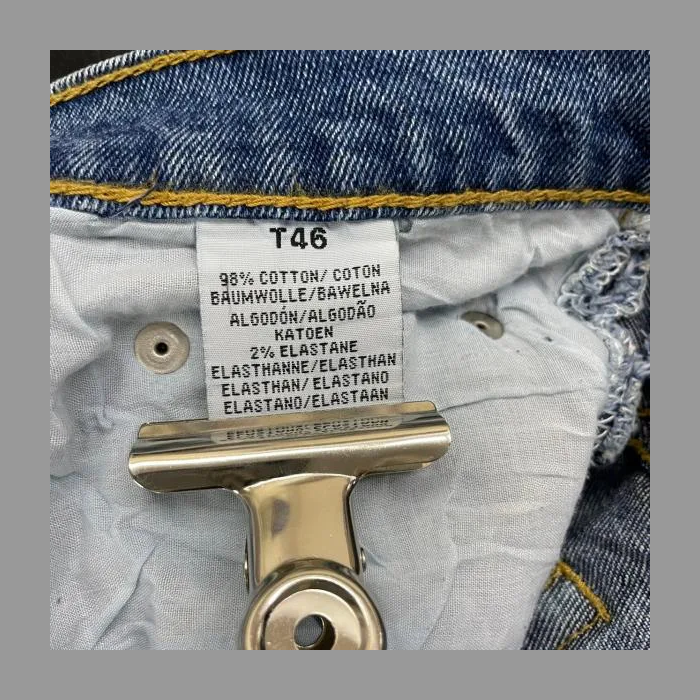 T46
98% COTTON/ COTON
BAUMWOLLE/BAWELNA
ALGODÓN/ALGODÃO
KATOEN
2% ELASTANE
ELASTHANNE/ELASTHAN
ELASTHAN/ELASTANO
ELASTANO/ELASTAAN